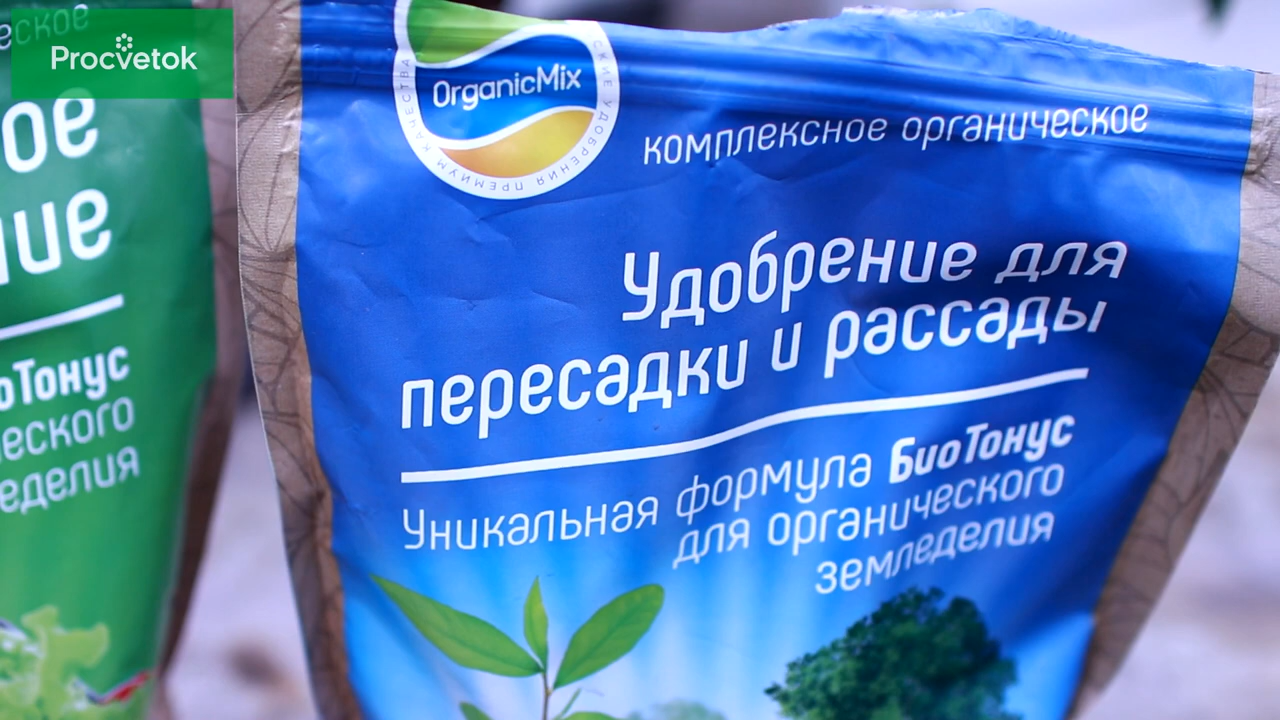 Procvetok
OrganicMix
комплексное органическое
Удобрение для
пересадки и рассады
Уникальная формула БиоТонус
для органического
земледелия